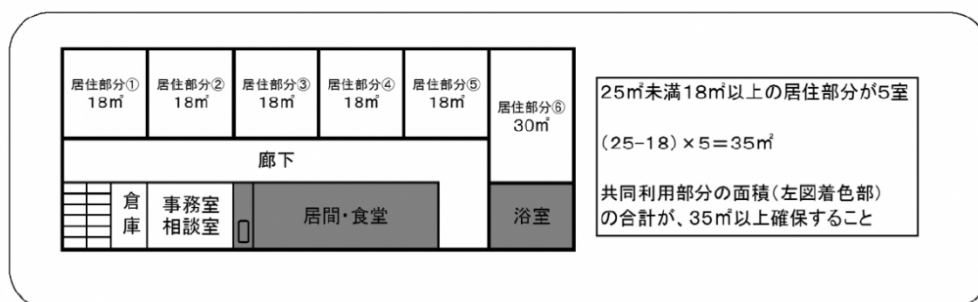 居住部分①
18㎡
居住部分②
18㎡
居住部分③
18㎡
居住部分④
18㎡
居住部分⑤
18㎡
居住部分⑥
30㎡
廊下
倉庫
事務室
相談室
居間・食堂
浴室
25㎡未満18㎡以上の居住部分が5室
(25-18)×5=35㎡
共同利用部分の面積(左図着色部)
の合計が、35㎡以上確保すること